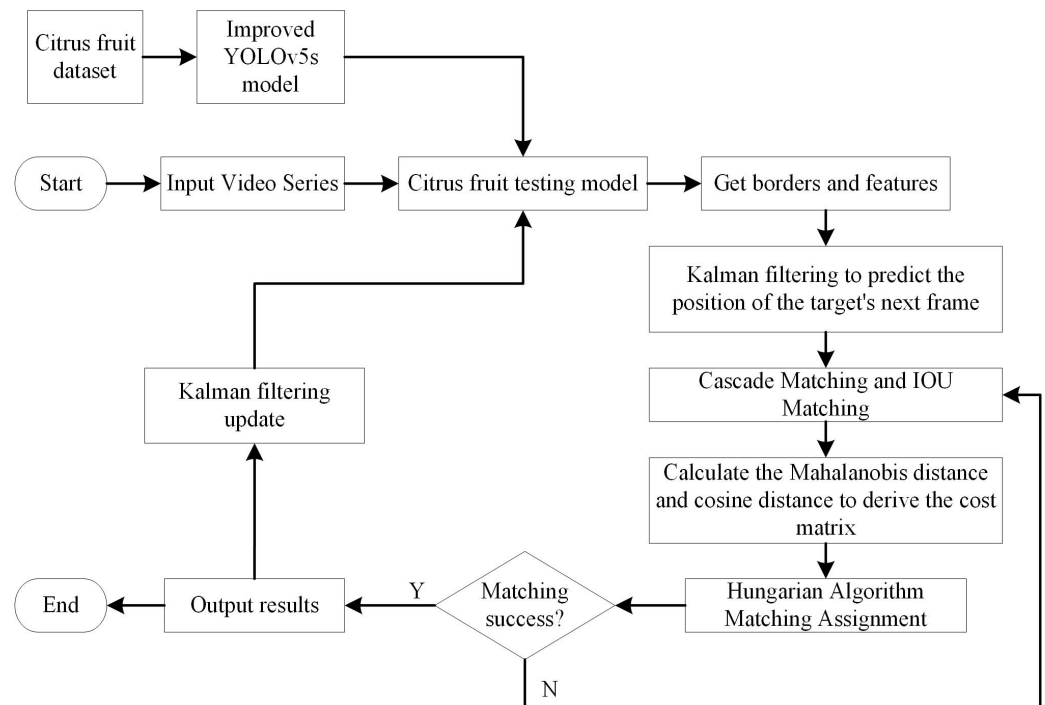 Citrus fruit
dataset
Improved
YOLOv5s
model
Start
Input Video Series
Citrus fruit testing model
Get borders and features
Kalman filtering to predict the
position of the target's next frame
Kalman filtering
update
Cascade Matching and IOU
Matching
Calculate the Mahalanobis distance
and cosine distance to derive the cost
matrix
End
Output results
Y
Matching
success?
Hungarian Algorithm
Matching Assignment
N